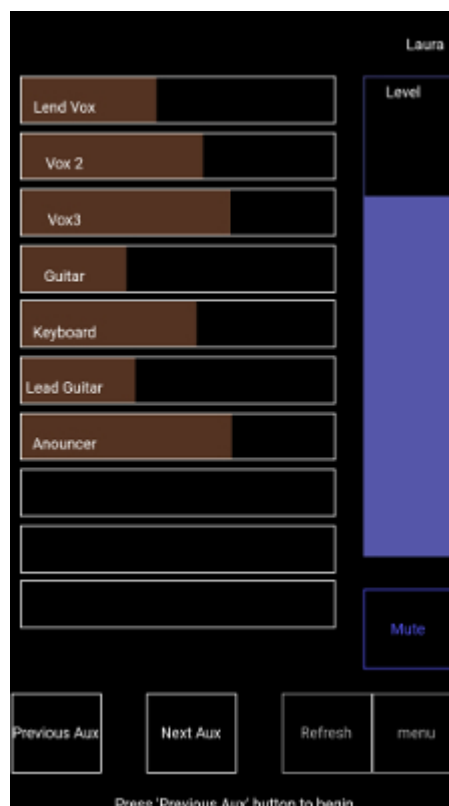 Laura
Level
Lend Vox
Vox 2
Vox3
Guitar
Keyboard
Lead Guitar
Anouncer
Mute
Previous Aux
Next Aux
Refresh
menu
Press 'Previous Aux' button to begin